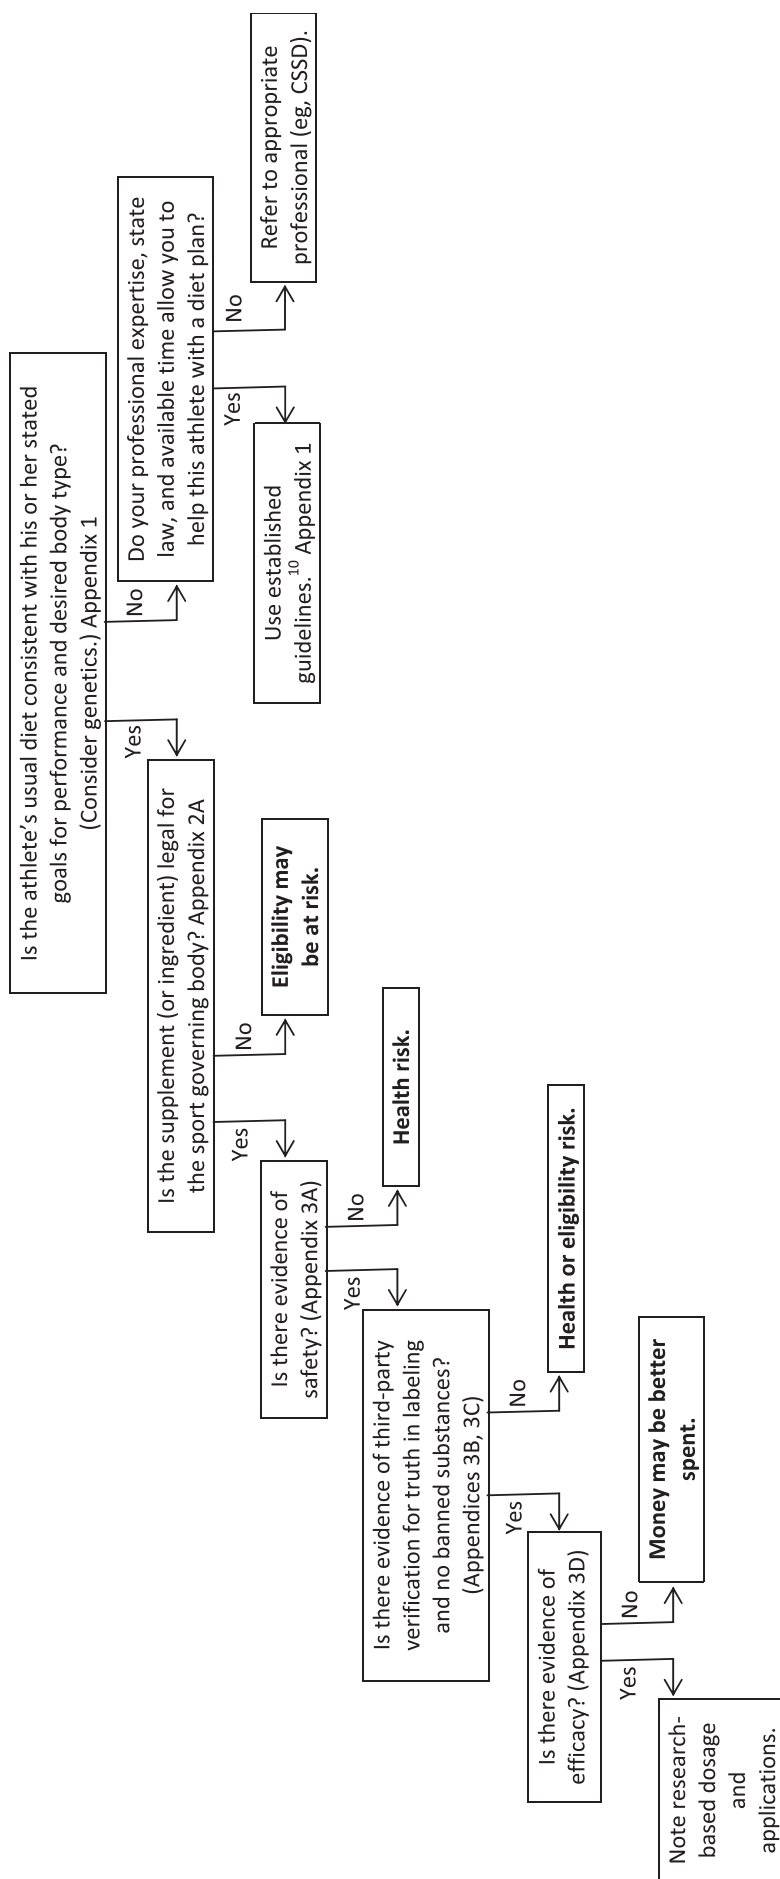 Is the athlete's usual diet consistent with his or her stated
goals for performance and desired body type?
(Consider genetics.) Appendix 1
Yes
No
Do your professional expertise, state
law, and available time allow you to
help this athlete with a diet plan?
Yes
No
Use established
guidelines.10 Appendix 1
Refer to appropriate
professional (eg, CSSD).
Is the supplement (or ingredient) legal for
the sport governing body? Appendix 2A
Yes
No
Eligibility may
be at risk.
Is there evidence of
safety? (Appendix 3A)
Yes
No
Health risk.
Is there evidence of third-party
verification for truth in labeling
and no banned substances?
(Appendices 3B, 3C)
Yes
No
Health or eligibility risk.
Is there evidence of
efficacy? (Appendix 3D)
Yes
No
Money may be better
spent.
Note research-
based dosage
and
applications.